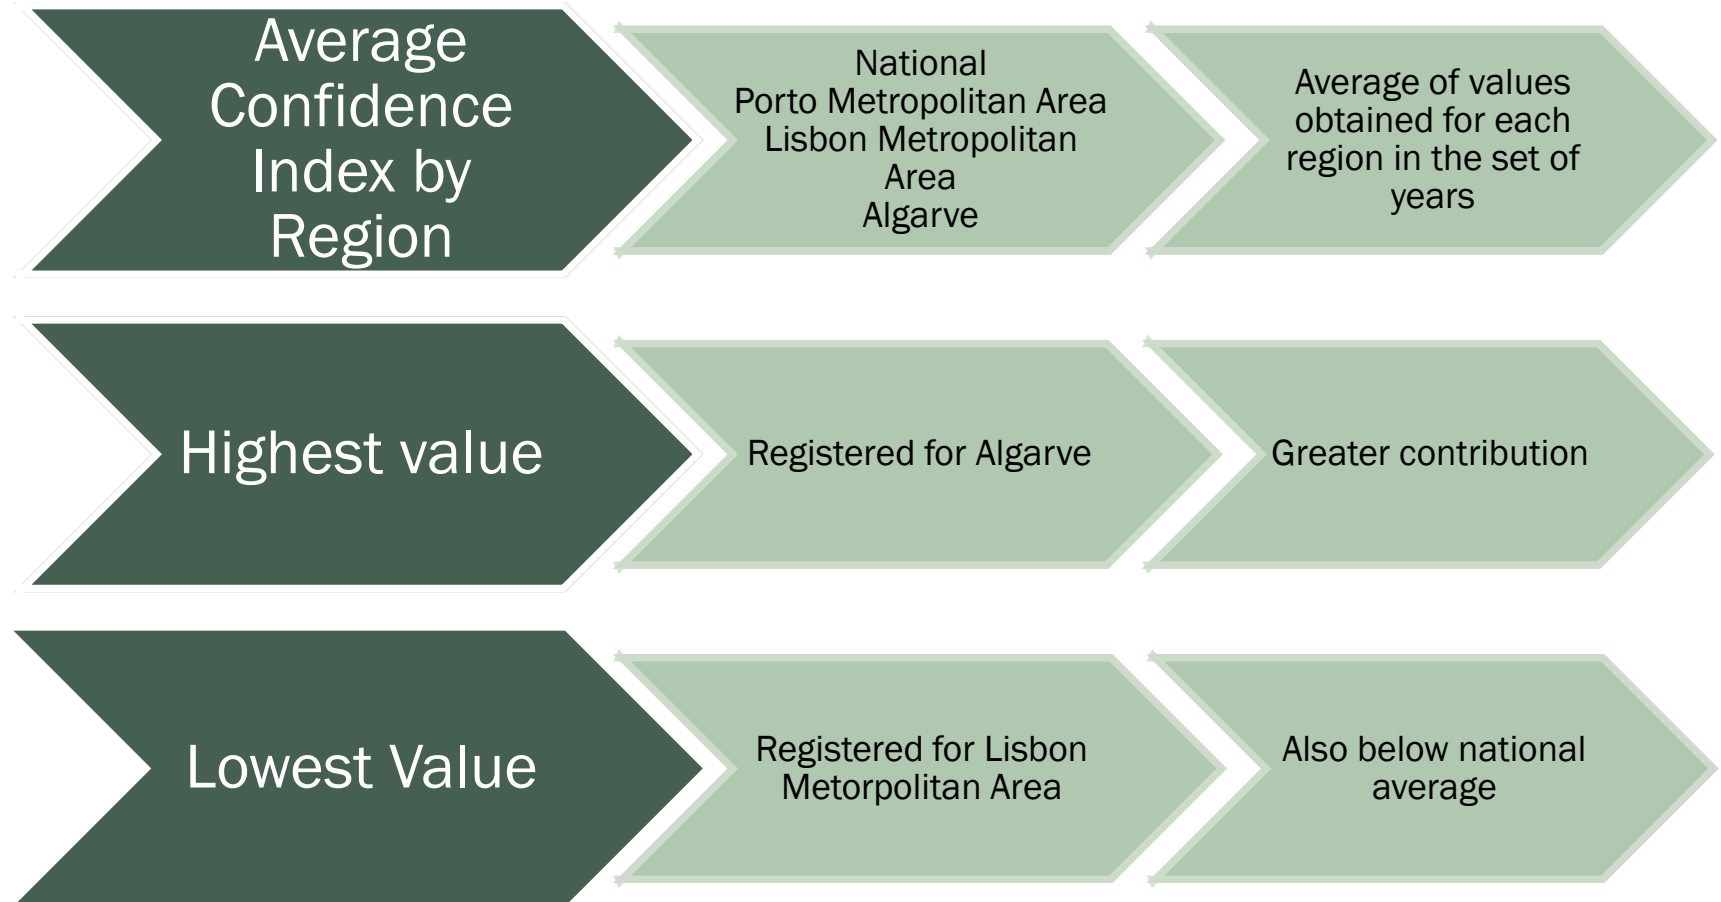 Average
Confidence
Index by
Region
National
Porto Metropolitan Area
Lisbon Metropolitan
Area
Algarve
Average of values
obtained for each
region in the set of
years
Highest value
Registered for Algarve
Greater contribution
Lowest Value
Registered for Lisbon
Metorpolitan Area
Also below national
average